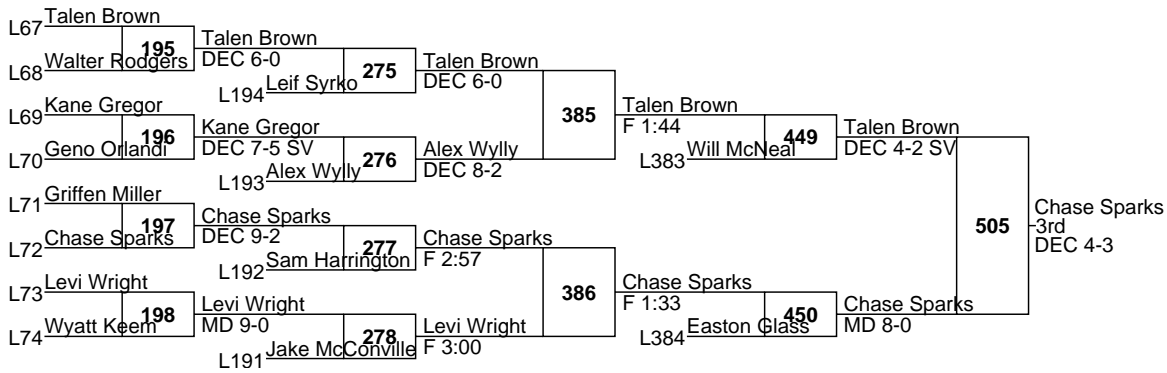 L67 Talen Brown
195
L68 Walter Rodgers
Talen Brown
DEC 6-0
275
L194 Leif Syrko
Talen Brown
DEC 6-0
L69 Kane Gregor
196
L70 Geno Orlandi
Kane Gregor
DEC 7-5 SV
276
L193 Alex Wylly
Alex Wylly
DEC 8-2
385
Talen Brown
F 1:44
L383 Will McNeal
449
Talen Brown
DEC 4-2 SV
L71 Griffen Miller
197
L72 Chase Sparks
Chase Sparks
DEC 9-2
277
L192 Sam Harrington
Chase Sparks
F 2:57
L73 Levi Wright
198
L74 Wyatt Keem
Levi Wright
MD 9-0
278
L191 Jake McConville
Levi Wright
F 3:00
386
Chase Sparks
F 1:33
L384 Easton Glass
450
Chase Sparks
MD 8-0
505
Chase Sparks
3rd
DEC 4-3